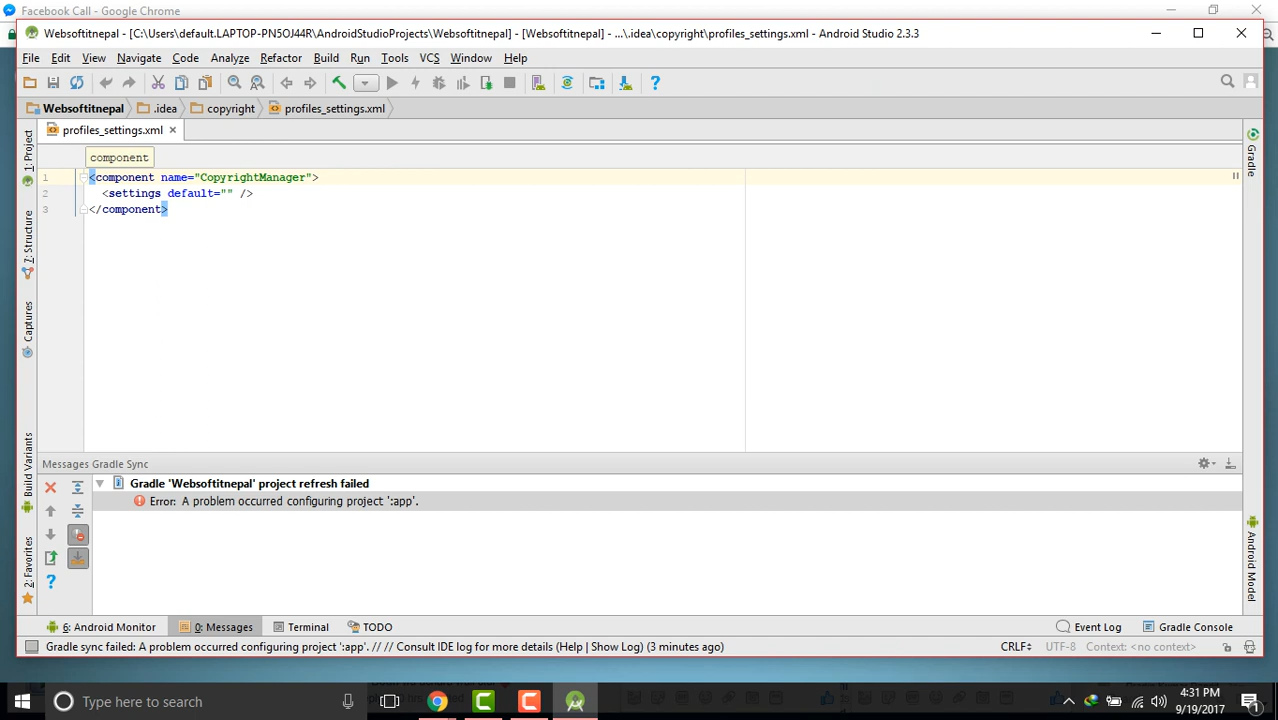 Facebook Call - Google Chrome
Websoftitnepal - [C:\Users\default.LAPTOP-PN5OJ44R\AndroidStudioProjects\Websoftitnepal] - [Websoftitnepal] - ...\.idea\copyright\profiles_settings.xml - Android Studio 2.3.3
File Edit View Navigate Code Analyze Refactor Build Run Tools VCS Window Help
Websoftitnepal .idea copyright profiles_settings.xml
1: Project
7: Structure
Captures
Build Variants
2: Favorites
profiles_settings.xml
component
1 <component name="CopyrightManager">
2 <settings default="" />
3 </component>
Gradle
Android Model
Messages Gradle Sync
Gradle 'Websoftitnepal' project refresh failed
Error: A problem occurred configuring project ':app'.
6: Android Monitor 0: Messages Terminal TODO Event Log Gradle Console
Gradle sync failed: A problem occurred configuring project ':app'. // // Consult IDE log for more details (Help | Show Log) (3 minutes ago) CRLF UTF-8 Context: <no context>
Type here to search
4:31 PM
9/19/2017
1